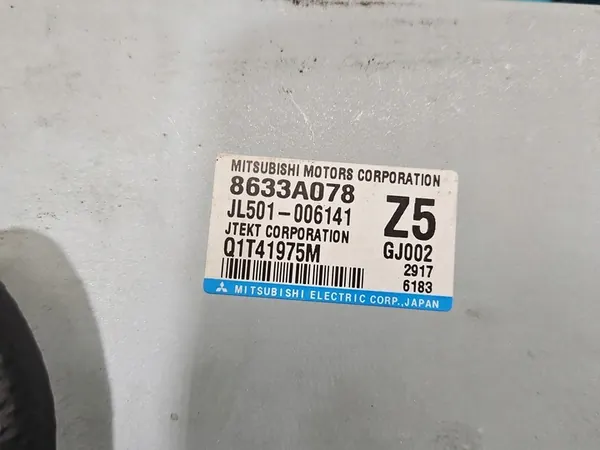 MITSUBISHI MOTORS CORPORATION
8633A078
JL501-006141
Z5
JTEKT CORPORATION
GJ002
Q1T41975M
2917
6183
MITSUBISHI ELECTRIC CORP.,JAPAN